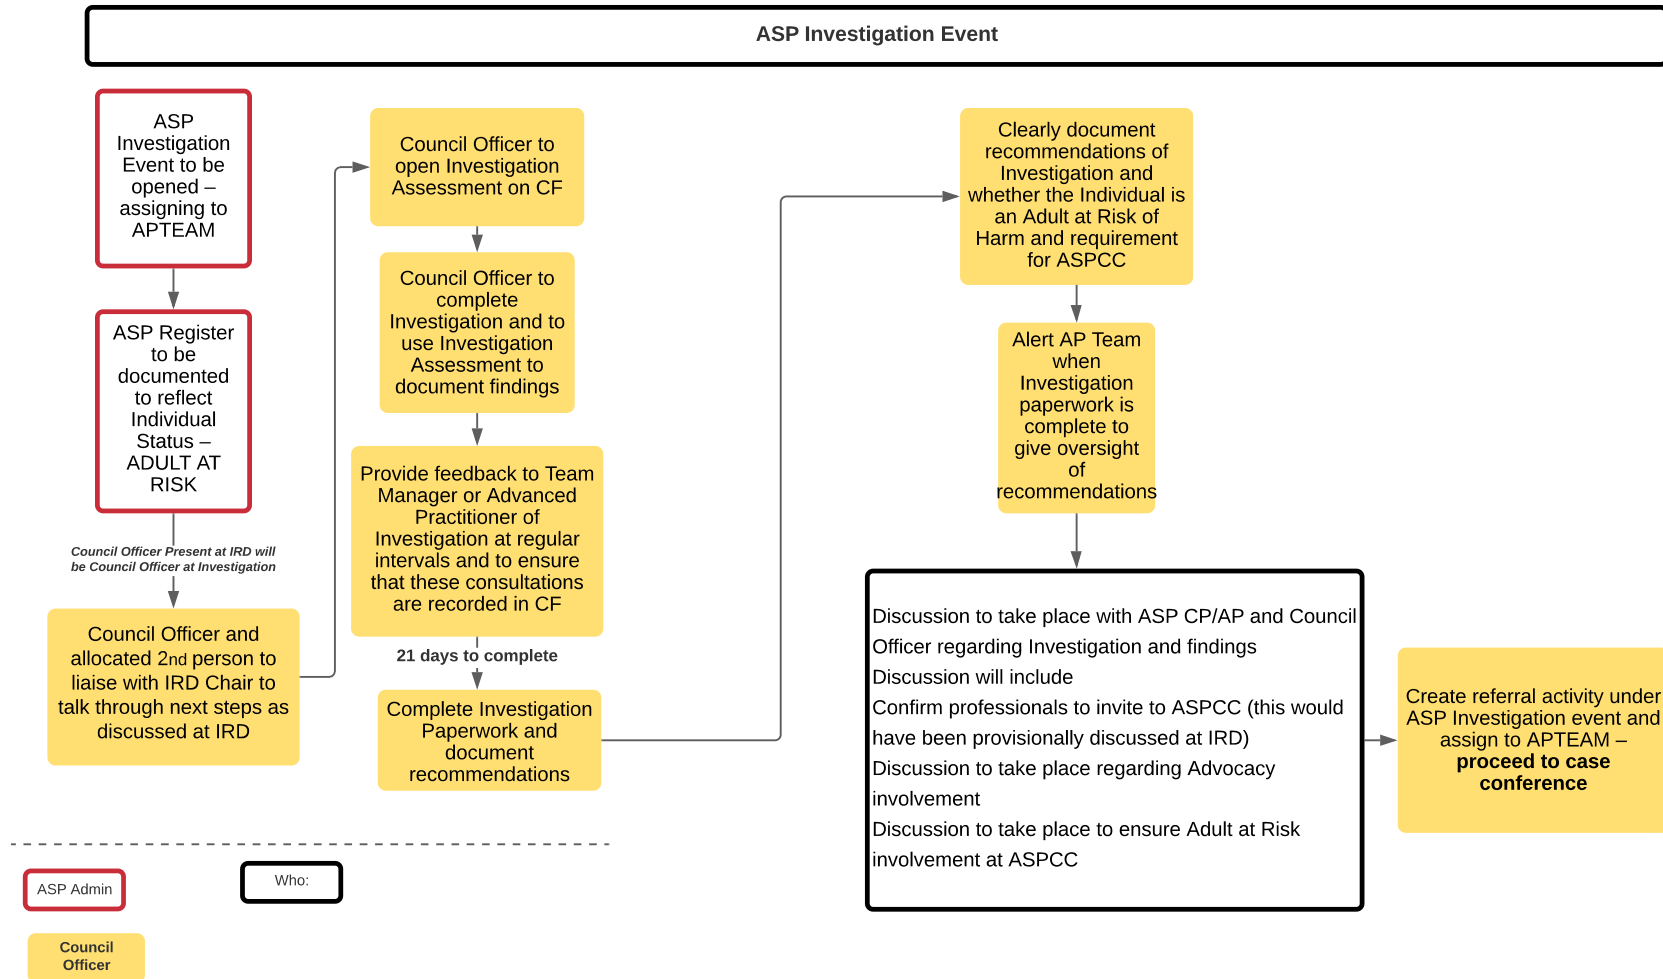 ASP Investigation Event
ASP
Investigation
Event to be
opened –
assigning to
APTEAM
ASP Register
to be
documented
to reflect
Individual
Status –
ADULT AT
RISK
Council Officer Present at IRD will
be Council Officer at Investigation
Council Officer and
allocated 2nd person to
liaise with IRD Chair to
talk through next steps as
discussed at IRD
Council Officer to
open Investigation
Assessment on CF
Council Officer to
complete
Investigation and to
use Investigation
Assessment to
document findings
Provide feedback to Team
Manager or Advanced
Practitioner of
Investigation at regular
intervals and to ensure
that these consultations
are recorded in CF
21 days to complete
Complete Investigation
Paperwork and
document
recommendations
Clearly document
recommendations of
Investigation and
whether the Individual is
an Adult at Risk of
Harm and requirement
for ASPCC
Alert AP Team
when
Investigation
paperwork is
complete to
give oversight
of
recommendations
Discussion to take place with ASP CP/AP and Council
Officer regarding Investigation and findings
Discussion will include
Confirm professionals to invite to ASPCC (this would
have been provisionally discussed at IRD)
Discussion to take place regarding Advocacy
involvement
Discussion to take place to ensure Adult at Risk
involvement at ASPCC
Create referral activity under
ASP Investigation event and
assign to APTEAM –
proceed to case
conference
ASP Admin
Who:
Council
Officer